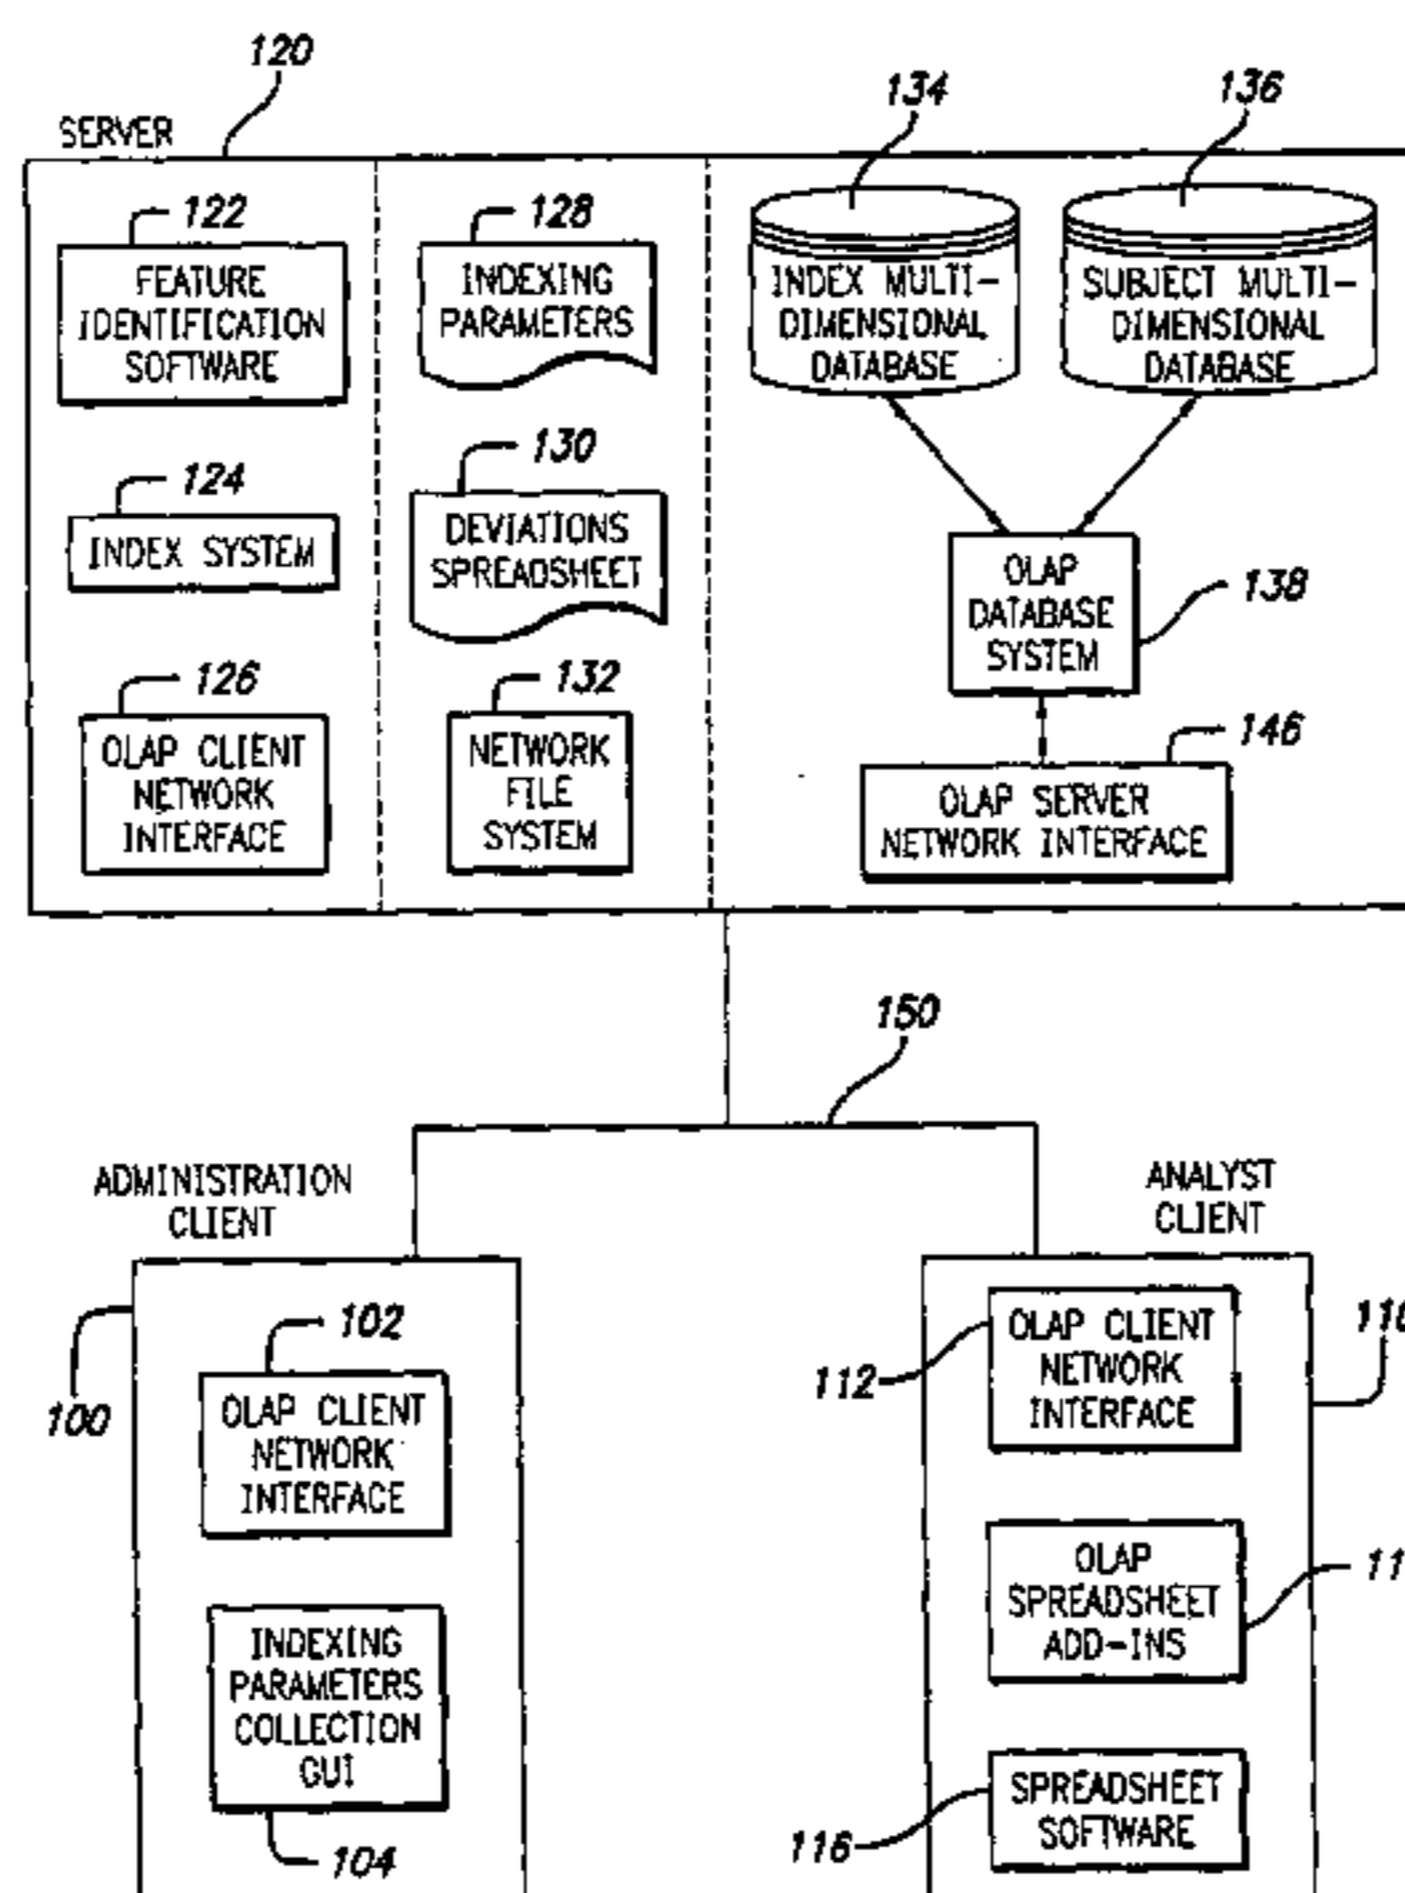 120
SERVER
134
136
122
FEATURE
IDENTIFICATION
SOFTWARE
124
INDEX SYSTEM
126
OLAP CLIENT
NETWORK
INTERFACE
128
INDEXING
PARAMETERS
130
DEVIATIONS
SPREADSHEET
132
NETWORK
FILE
SYSTEM
INDEX MULTI-
DIMENSIONAL
DATABASE
SUBJECT MULTI-
DIMENSIONAL
DATABASE
OLAP
DATABASE
SYSTEM
138
146
OLAP SERVER
NETWORK INTERFACE
150
ADMINISTRATION
CLIENT
100
102
OLAP CLIENT
NETWORK
INTERFACE
INDEXING
PARAMETERS
COLLECTION
GUI
104
ANALYST
CLIENT
112
OLAP CLIENT
NETWORK
INTERFACE
OLAP
SPREADSHEET
ADD-INS
116
SPREADSHEET
SOFTWARE